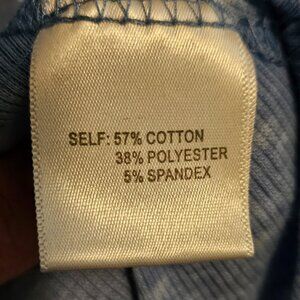 SELF: 57% COTTON
38% POLYESTER
5% SPANDEX